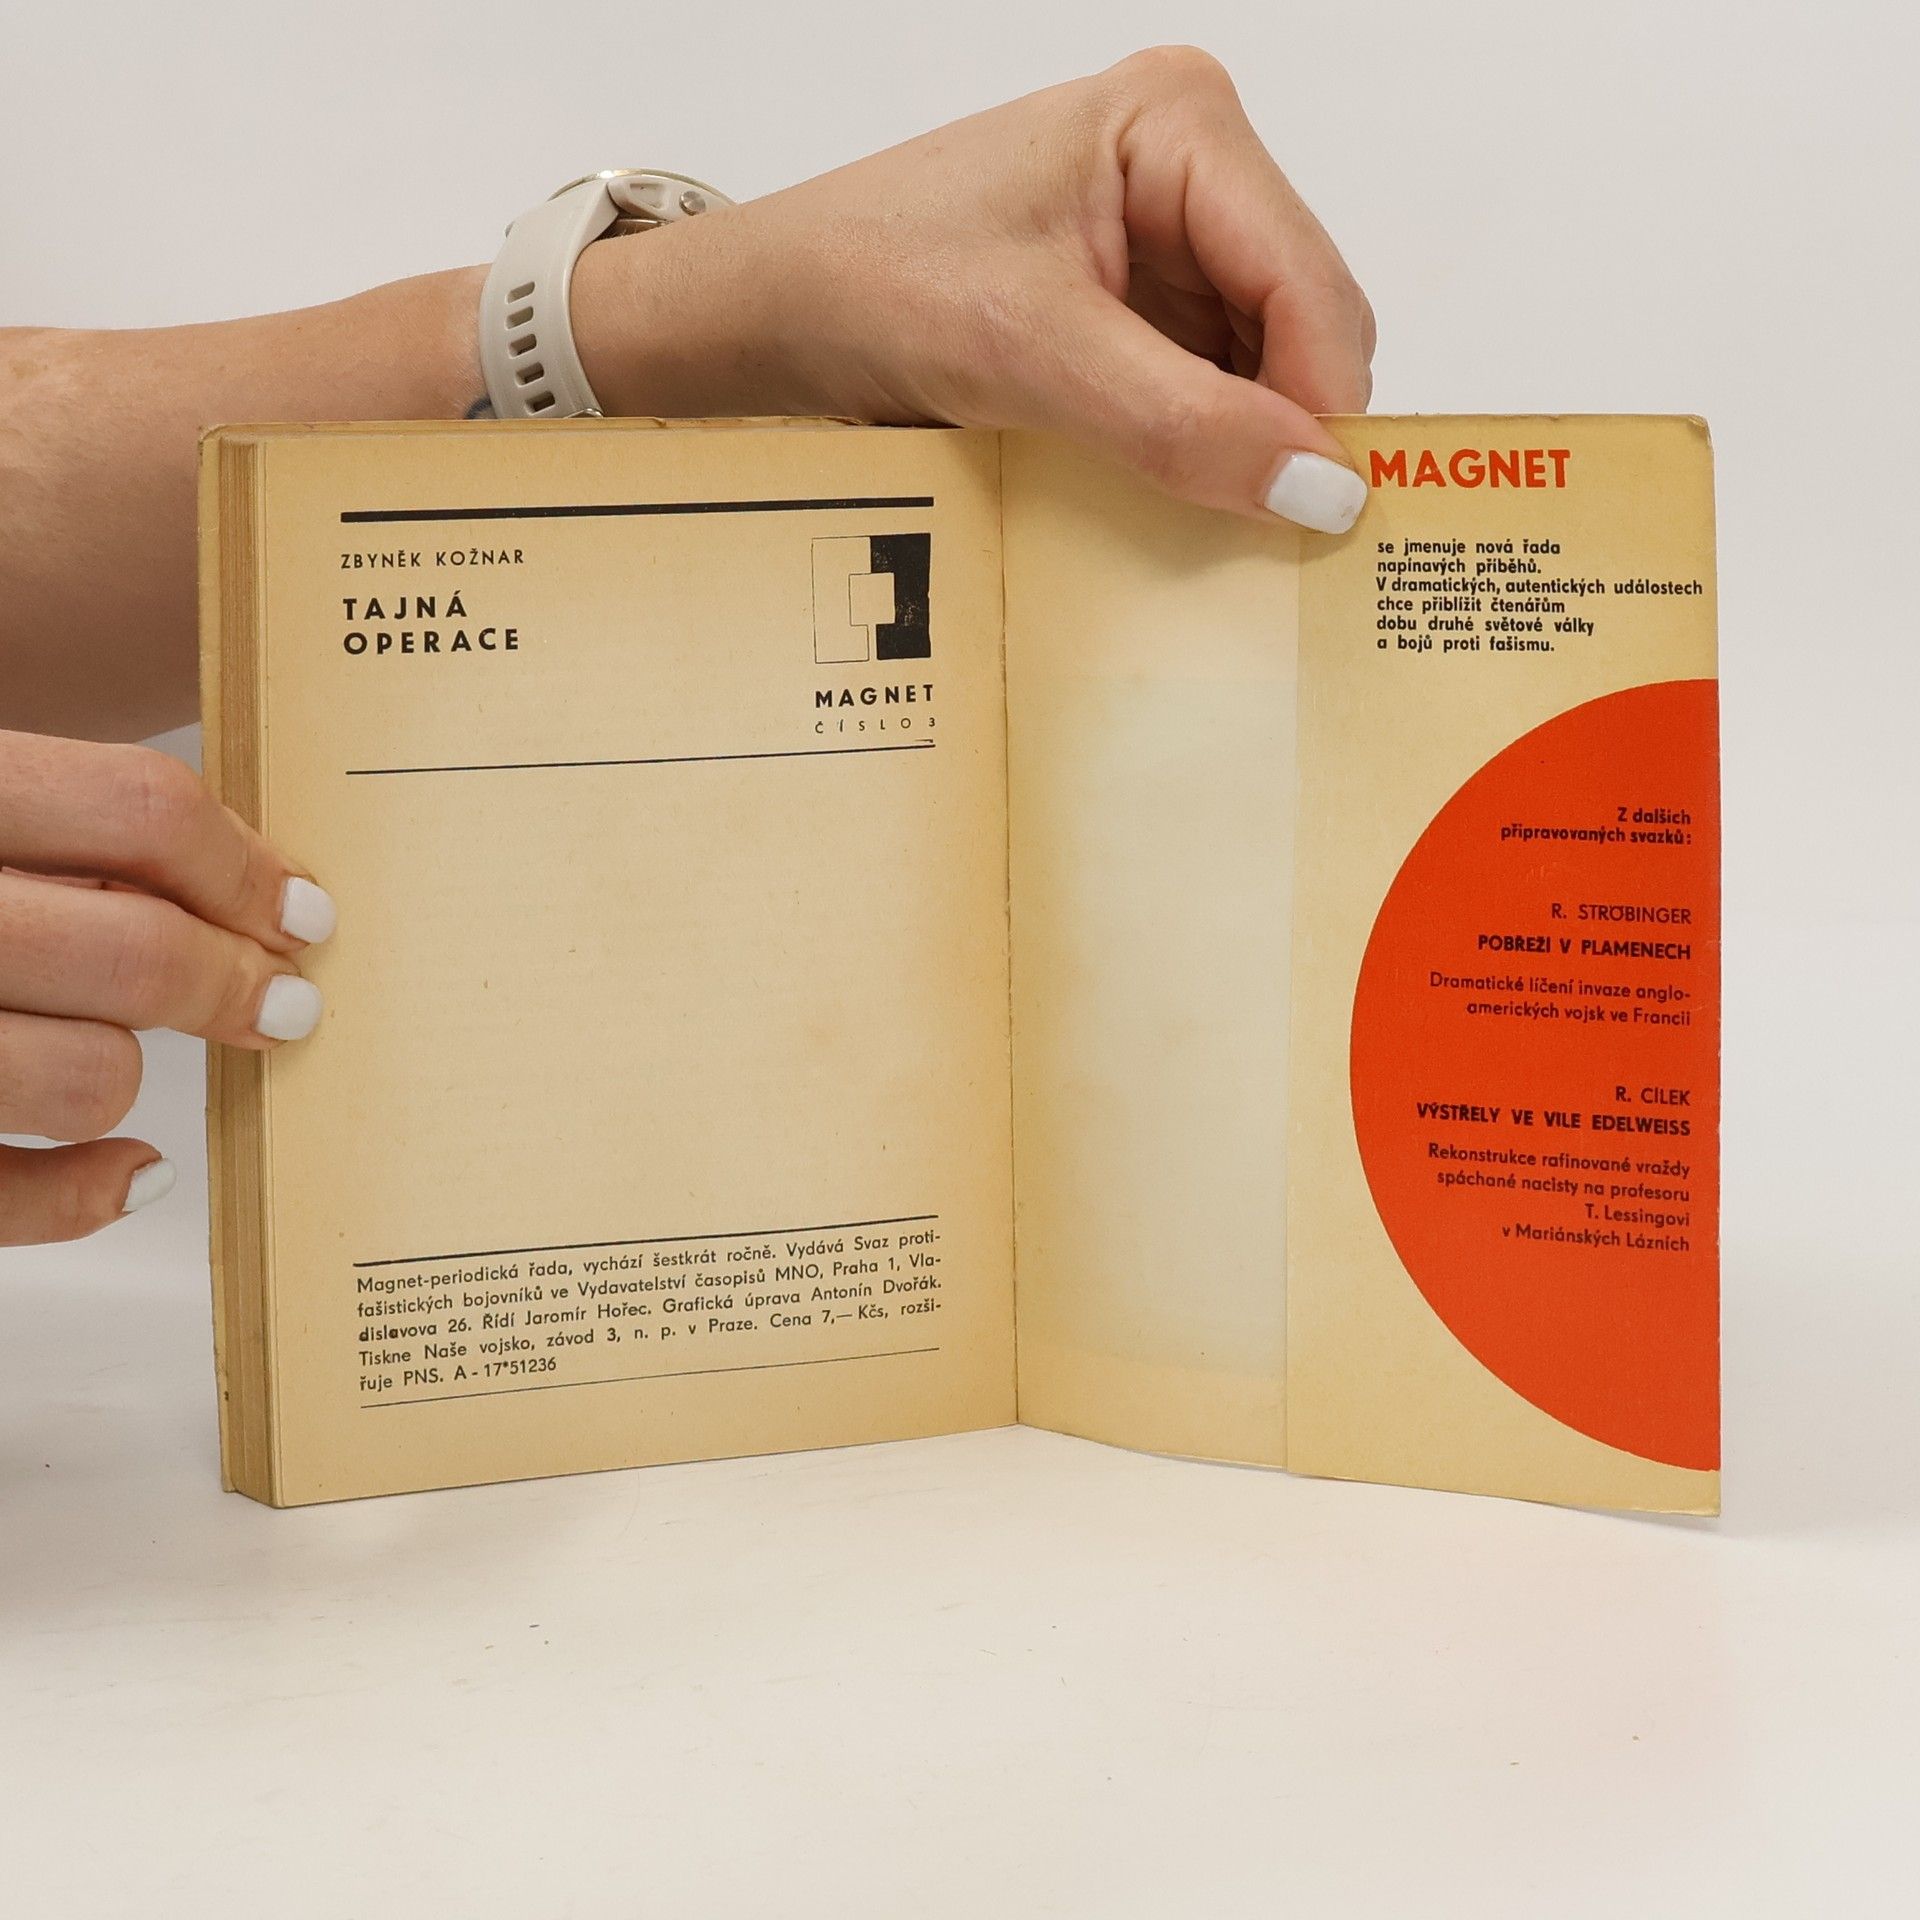 ZBYNĚK KOŽNAR
TAJNÁ
OPERACE
MAGNET
ČÍSLO 3
Magnet-periodická řada, vychází šestkrát ročně. Vydává Svaz proti-
fašistických bojovníků ve Vydavatelství časopisů MNO, Praha 1, Vla-
dislavova 26. Řídí Jaromír Hořec. Grafická úprava Antonín Dvořák.
Tiskne Naše vojsko, závod 3, n. p. v Praze. Cena 7,— Kčs, rozši-
řuje PNS. A - 17*51236
MAGNET
se jmenuje nová řada
napínavých příběhů.
V dramatických, autentických událostech
chce přiblížit čtenářům
dobu druhé světové války
a bojů proti fašismu.
Z dalších
připravovaných svazků:
R. STRÖBINGER
POBŘEŽÍ V PLAMENECH
Dramatické líčení invaze anglo-
amerických vojsk ve Francii
R. CÍLEK
VÝSTŘELY VE VILE EDELWEISS
Rekonstrukce rafinované vraždy
spáchané nacisty na profesoru
T. Lessingovi
v Mariánských Lázních